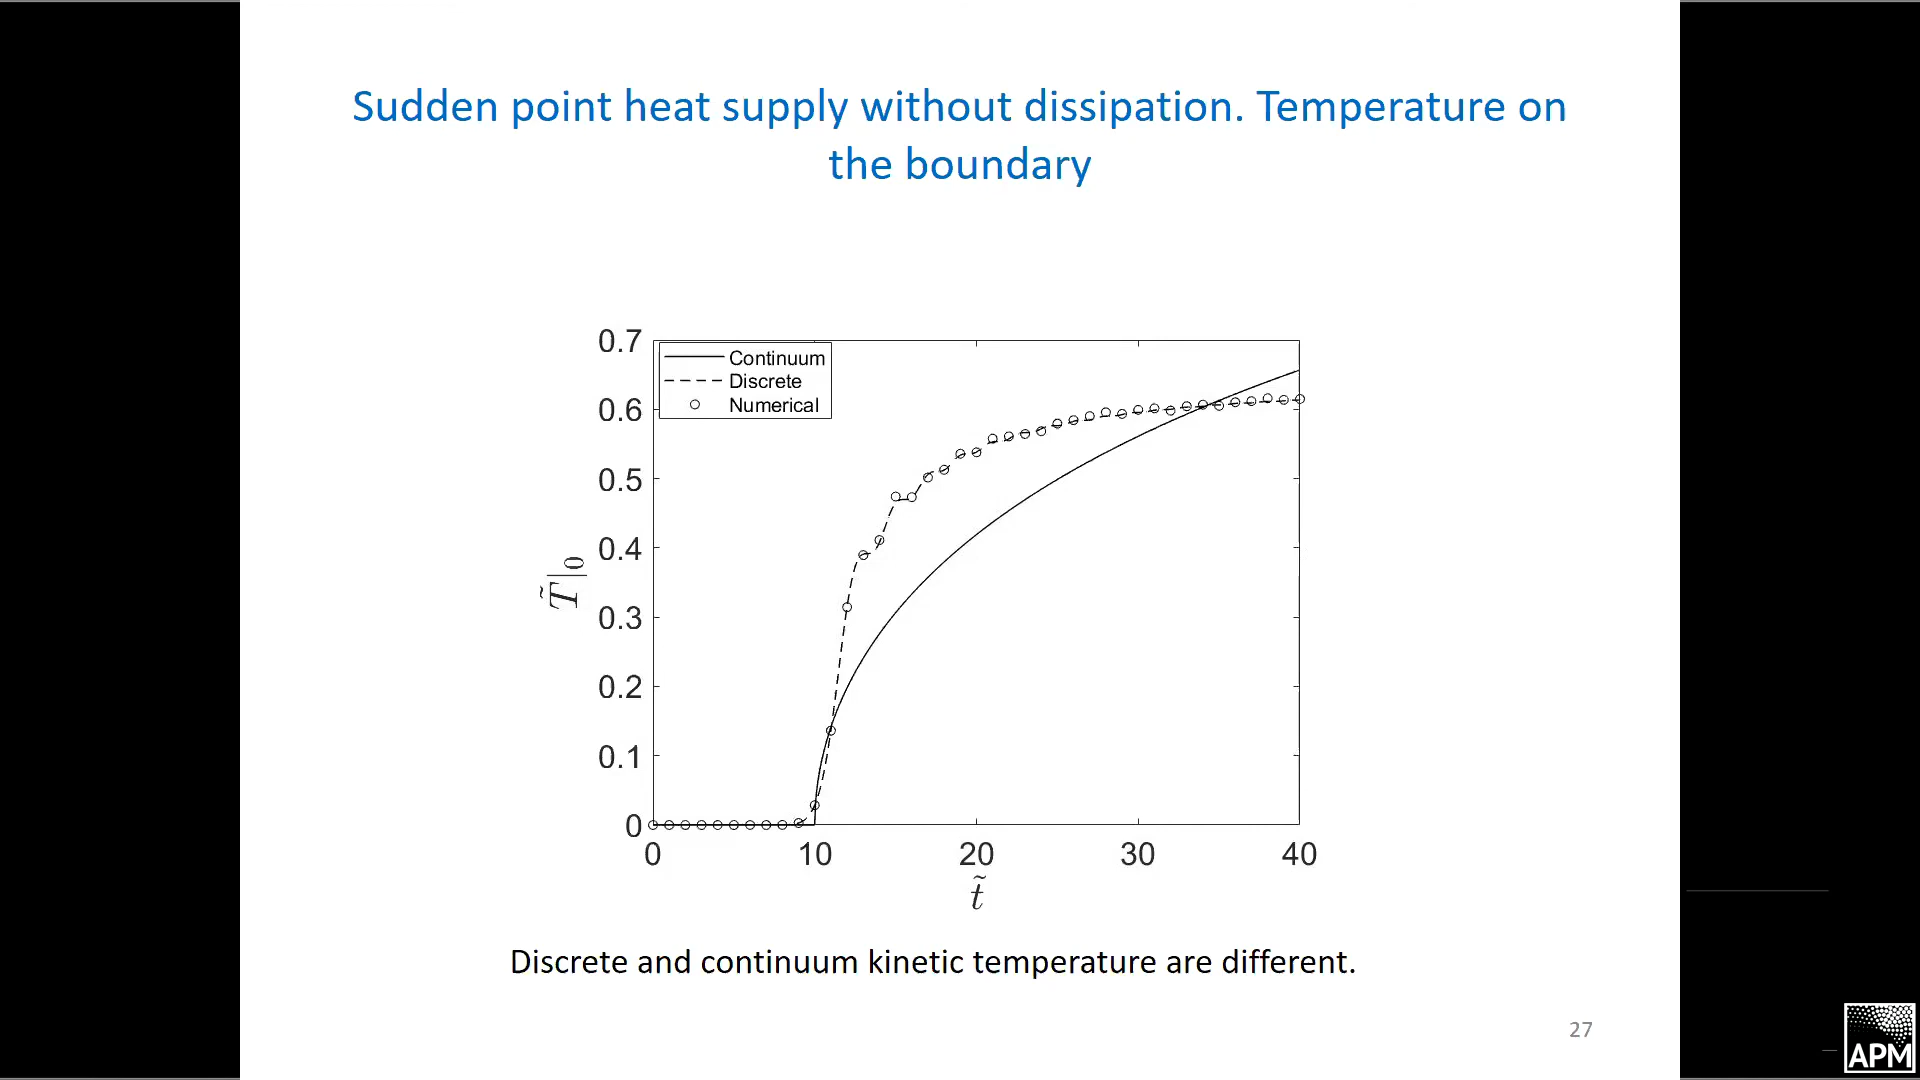 Sudden point heat supply without dissipation. Temperature on
the boundary
0.7
0.6
0.5
0.4
0.3
0.2
0.1
0
Continuum
Discrete
Numerical
T̃|₀
0 10 20 30 40
t̃
Discrete and continuum kinetic temperature are different.
27
APM